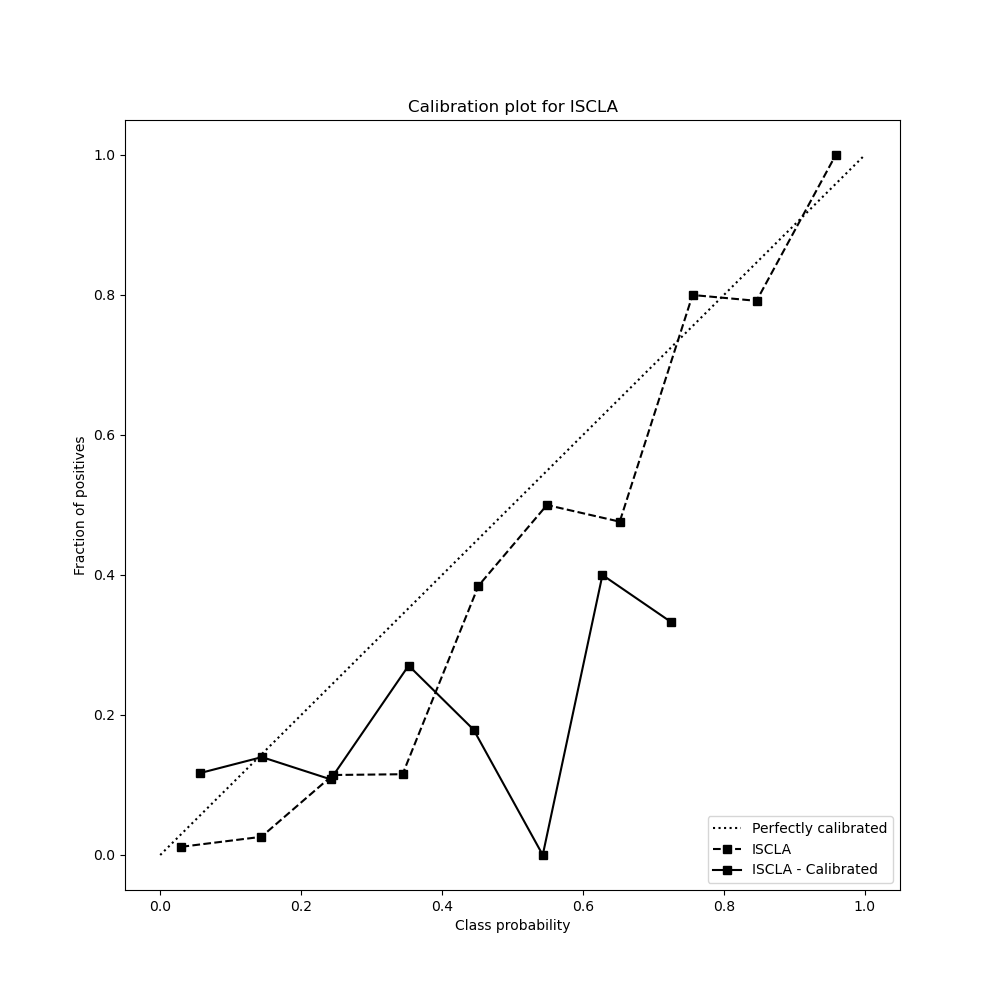 Calibration plot for ISCLA
1.0
0.8
0.6
0.4
0.2
0.0
Fraction of positives
0.0 0.2 0.4 0.6 0.8 1.0
Class probability
Perfectly calibrated
ISCLA
ISCLA - Calibrated